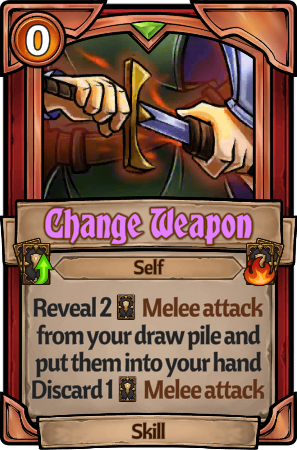 0
Change Weapon
Self
Reveal 2 Melee attack
from your draw pile and
put them into your hand
Discard 1 Melee attack
Skill